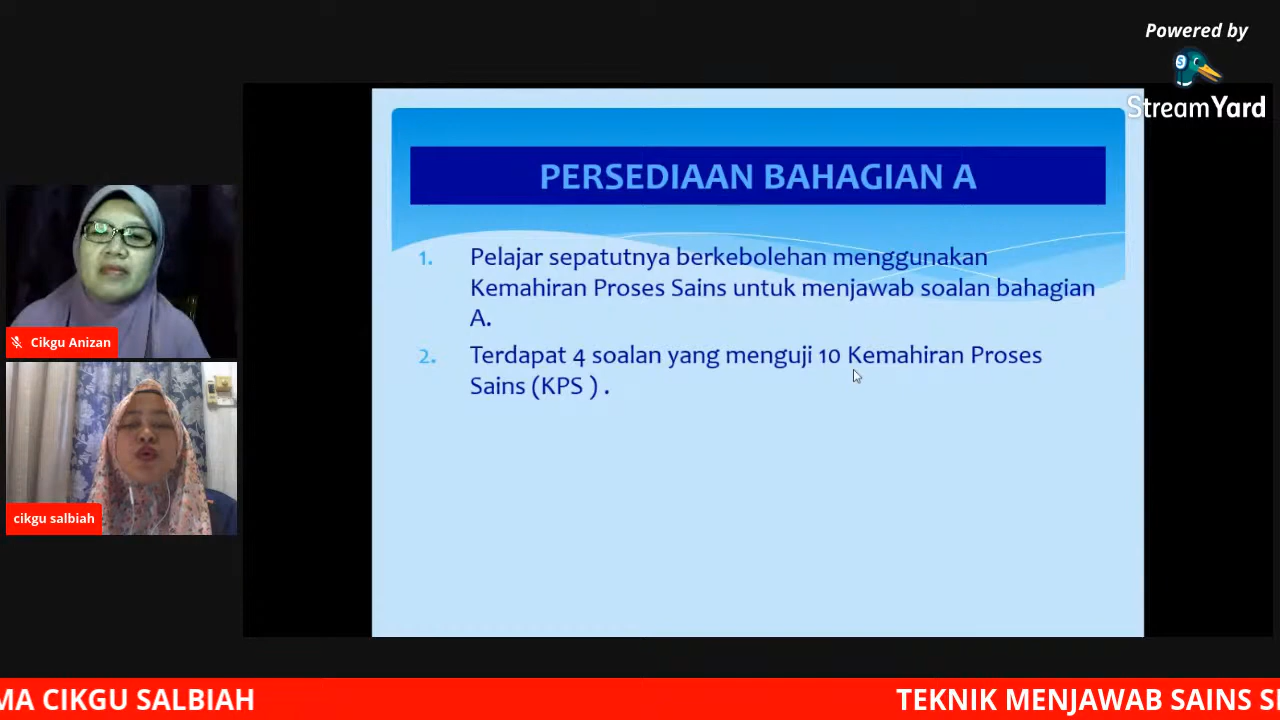 Powered by
StreamYard
PERSEDIAAN BAHAGIAN A
1. Pelajar sepatutnya berkebolehan menggunakan
Kemahiran Proses Sains untuk menjawab soalan bahagian
A.
2. Terdapat 4 soalan yang menguji 10 Kemahiran Proses
Sains (KPS ) .
Cikgu Anizan
cikgu salbiah
MA CIKGU SALBIAH
TEKNIK MENJAWAB SAINS